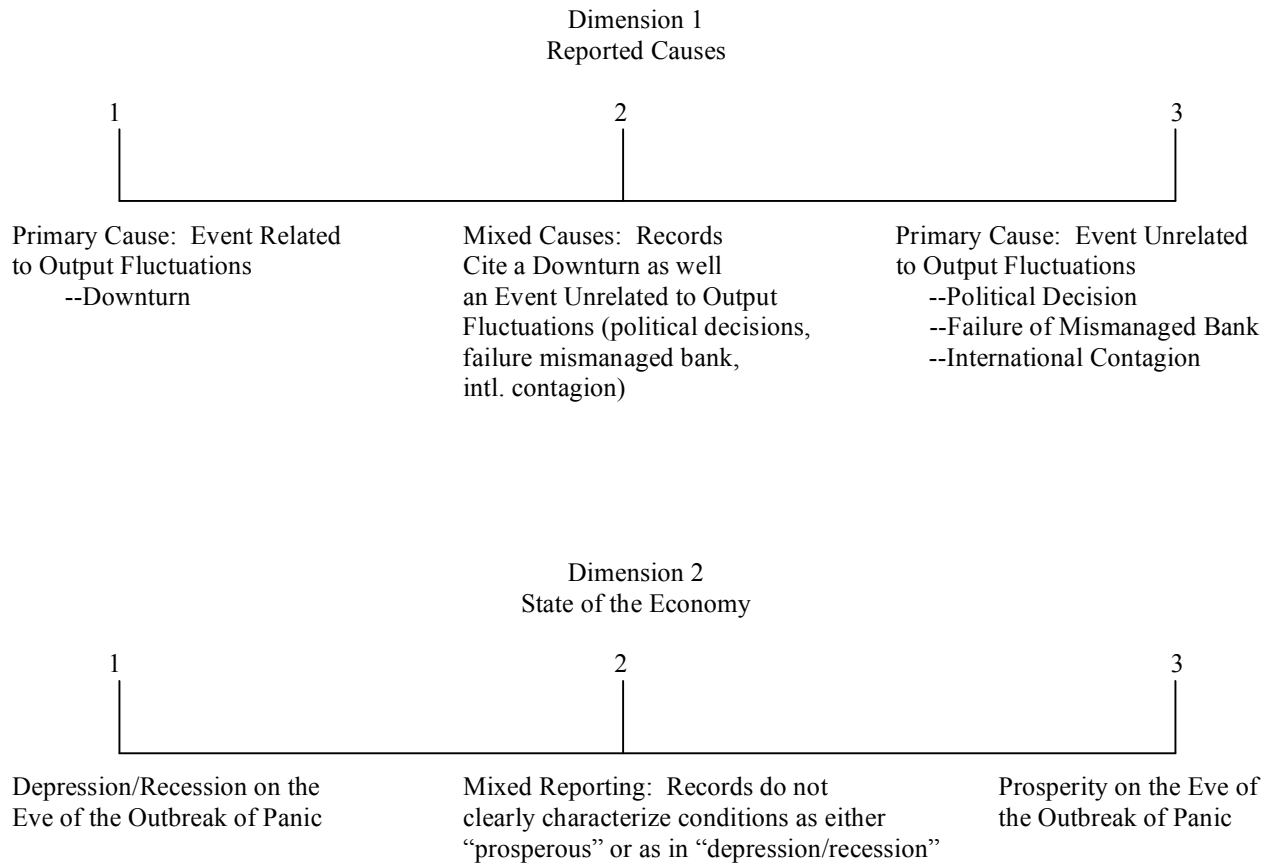 Dimension 1
Reported Causes
1 2 3
Primary Cause: Event Related
to Output Fluctuations
--Downturn
Mixed Causes: Records
Cite a Downturn as well
an Event Unrelated to Output
Fluctuations (political decisions,
failure mismanaged bank,
intl. contagion)
Primary Cause: Event Unrelated
to Output Fluctuations
--Political Decision
--Failure of Mismanaged Bank
--International Contagion
Dimension 2
State of the Economy
1 2 3
Depression/Recession on the
Eve of the Outbreak of Panic
Mixed Reporting: Records do not
clearly characterize conditions as either
“prosperous” or as in “depression/recession”
Prosperity on the Eve of
the Outbreak of Panic